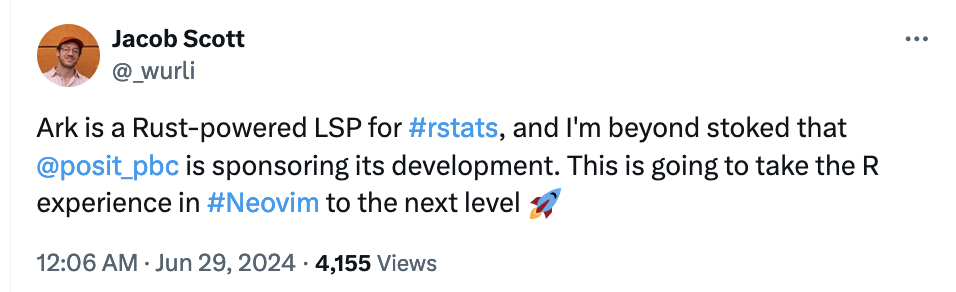 Jacob Scott
@_wurli
Ark is a Rust-powered LSP for #rstats, and I'm beyond stoked that
@posit_pbc is sponsoring its development. This is going to take the R
experience in #Neovim to the next level 🚀
12:06 AM · Jun 29, 2024 · 4,155 Views